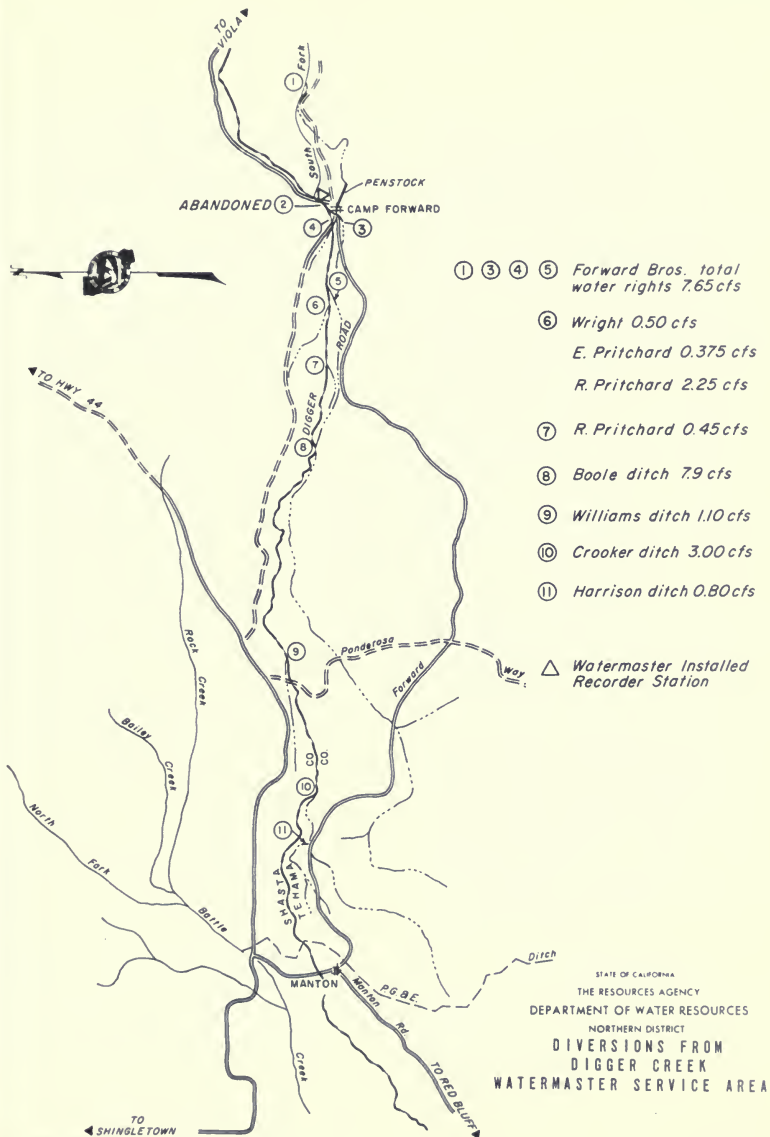 TO
VIOLA
Fork
1
South
PENSTOCK
ABANDONED 2
CAMP FORWARD
4
3
1 3 4 5 Forward Bros. total
water rights 7.65 cfs
5
6
6 Wright 0.50 cfs
E. Pritchard 0.375 cfs
R. Pritchard 2.25 cfs
ROAD
7
TO HWY 44
DIGGER
8
7 R. Pritchard 0.45 cfs
8 Boole ditch 7.9 cfs
9 Williams ditch 1.10 cfs
10 Crooker ditch 3.00 cfs
11 Harrison ditch 0.80 cfs
Rock
Creek
9
Ponderosa
Way
Forward
Watermaster Installed
Recorder Station
Bailey
Creek
CO. CO.
10
North
Fork
11
SHASTA
TEHAMA
Battle
Ditch
P.G.&E.
MANTON
Manton
Rd
Creek
TO RED BLUFF
STATE OF CALIFORNIA
THE RESOURCES AGENCY
DEPARTMENT OF WATER RESOURCES
NORTHERN DISTRICT
DIVERSIONS FROM
DIGGER CREEK
WATERMASTER SERVICE AREA
TO
SHINGLETOWN